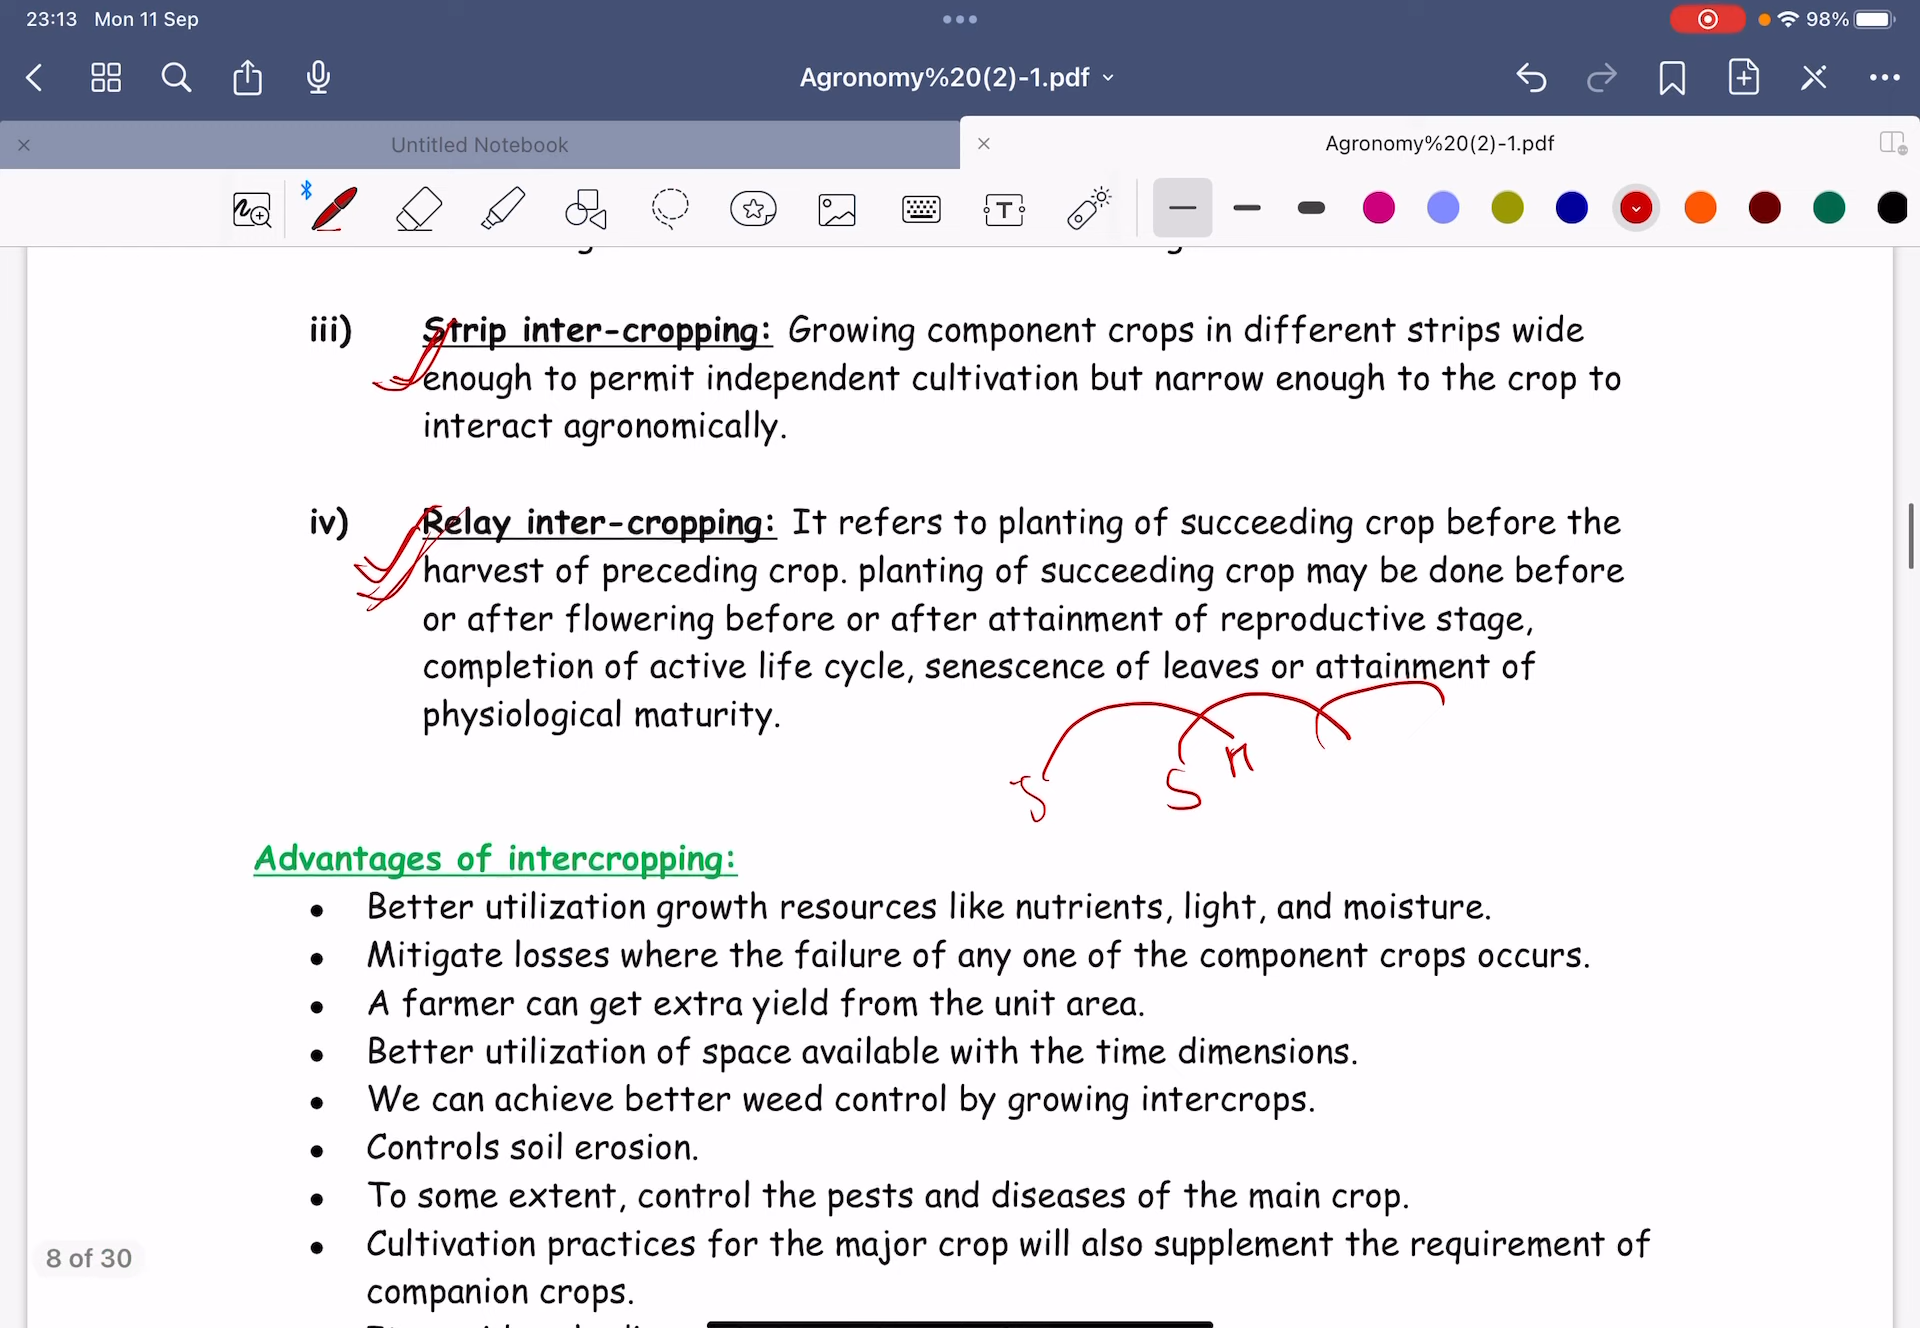 23:13 Mon 11 Sep
98%
Agronomy%20(2)-1.pdf
Untitled Notebook
Agronomy%20(2)-1.pdf
T
iii) Strip inter-cropping: Growing component crops in different strips wide
enough to permit independent cultivation but narrow enough to the crop to
interact agronomically.
iv) Relay inter-cropping: It refers to planting of succeeding crop before the
harvest of preceding crop. planting of succeeding crop may be done before
or after flowering before or after attainment of reproductive stage,
completion of active life cycle, senescence of leaves or attainment of
physiological maturity.
S S
Advantages of intercropping:
• Better utilization growth resources like nutrients, light, and moisture.
• Mitigate losses where the failure of any one of the component crops occurs.
• A farmer can get extra yield from the unit area.
• Better utilization of space available with the time dimensions.
• We can achieve better weed control by growing intercrops.
• Controls soil erosion.
• To some extent, control the pests and diseases of the main crop.
• Cultivation practices for the major crop will also supplement the requirement of
companion crops.
8 of 30